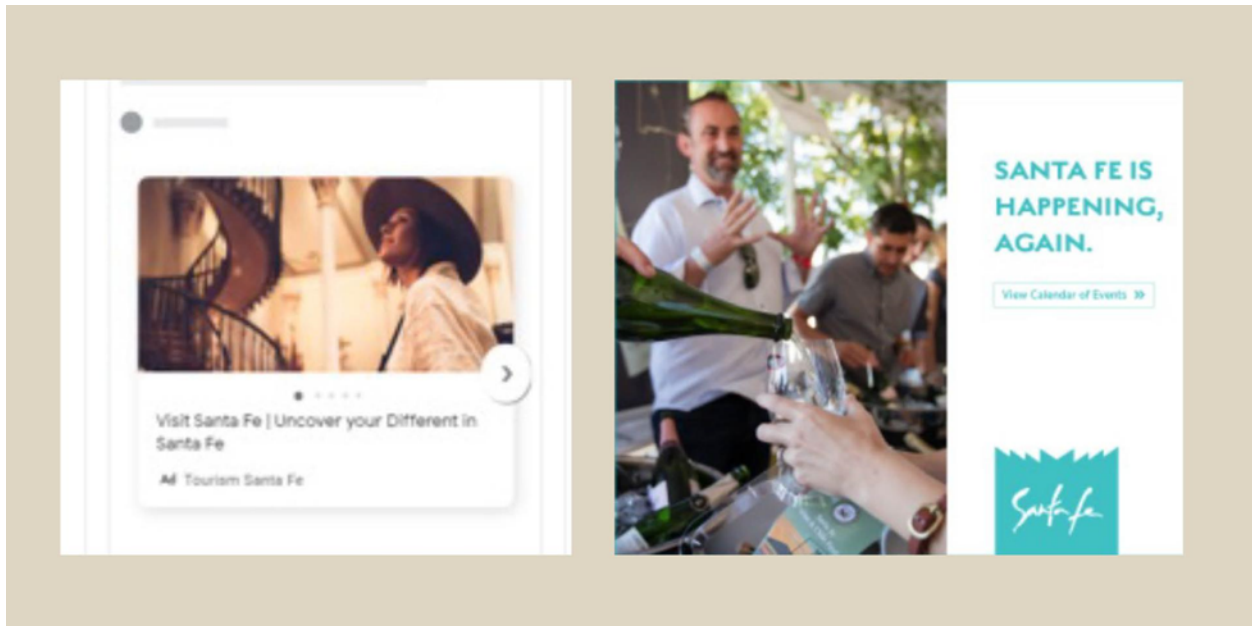 Visit Santa Fe | Uncover your Different in
Santa Fe
Ad Tourism Santa Fe
SANTA FE IS
HAPPENING,
AGAIN.
View Calendar of Events »
Santa Fe